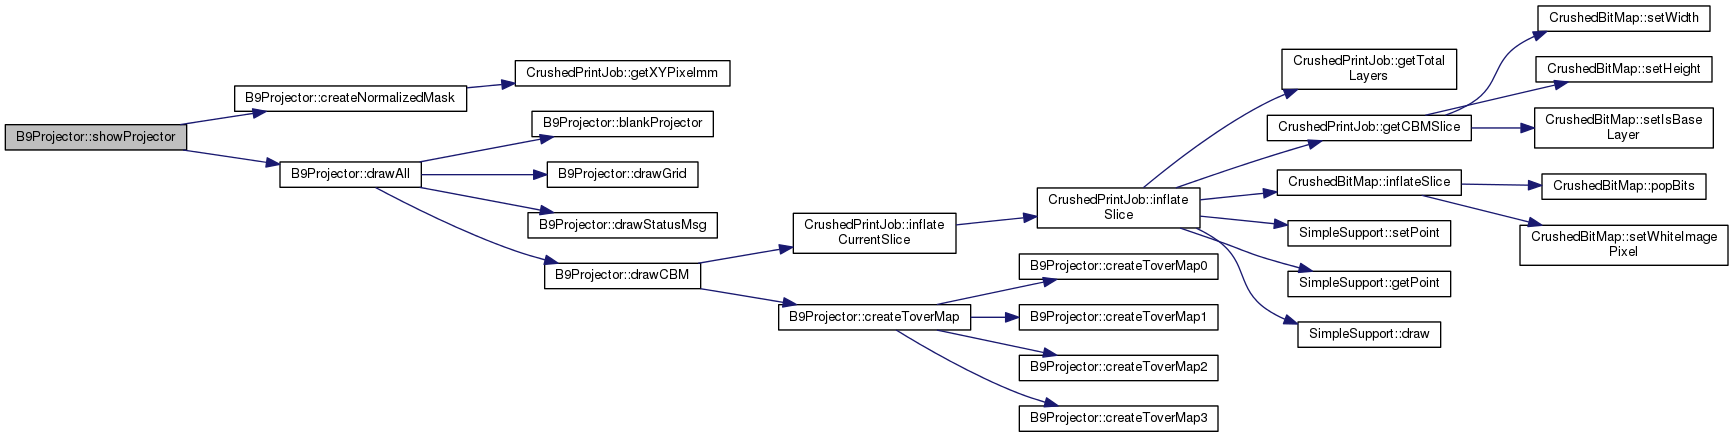 B9Projector::showProjector
B9Projector::createNormalizedMask
CrushedPrintJob::getXYPixelmm
B9Projector::drawAll
B9Projector::blankProjector
B9Projector::drawGrid
B9Projector::drawStatusMsg
B9Projector::drawCBM
CrushedPrintJob::inflate
CurrentSlice
CrushedPrintJob::inflate
Slice
CrushedPrintJob::getTotal
Layers
CrushedPrintJob::getCBMSlice
CrushedBitMap::setWidth
CrushedBitMap::setHeight
CrushedBitMap::setIsBase
Layer
CrushedBitMap::inflateSlice
CrushedBitMap::popBits
CrushedBitMap::setWhiteImage
Pixel
SimpleSupport::setPoint
SimpleSupport::getPoint
SimpleSupport::draw
B9Projector::createToverMap
B9Projector::createToverMap0
B9Projector::createToverMap1
B9Projector::createToverMap2
B9Projector::createToverMap3